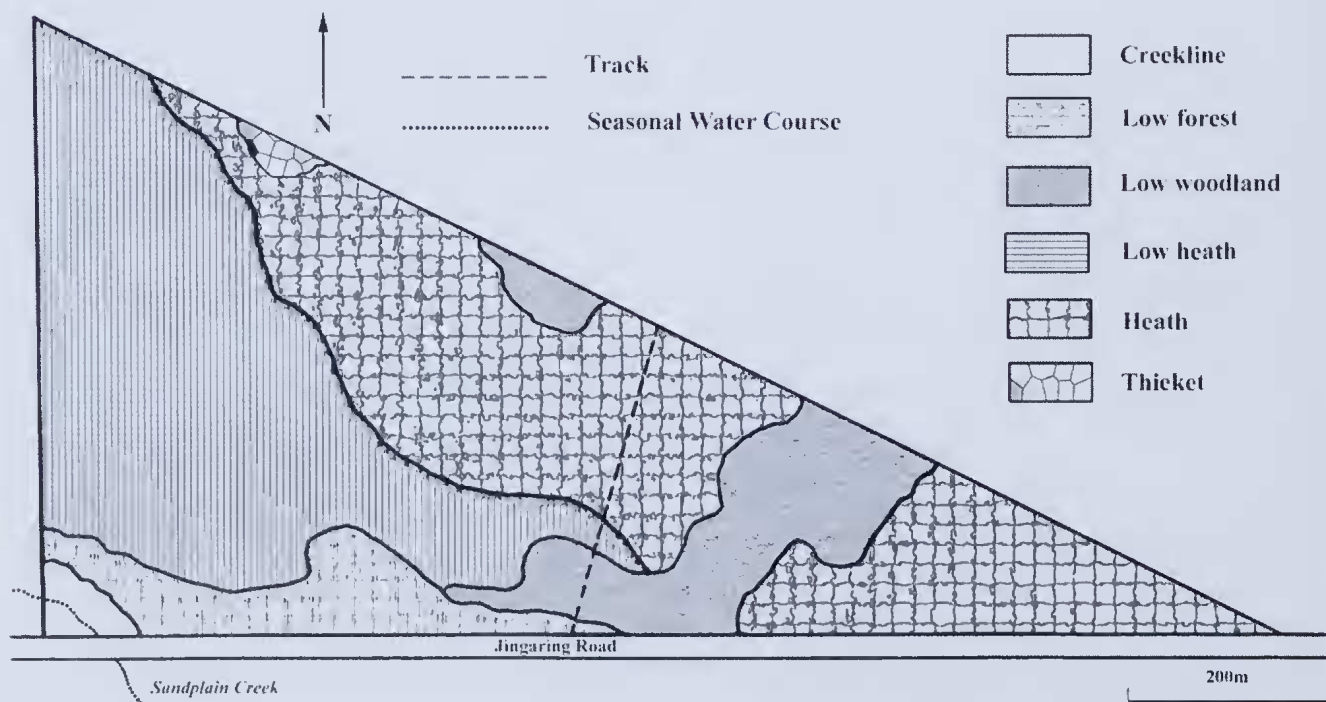 Track
N
Seasonal Water Course
Creekline
Low forest
Low woodland
Low heath
Heath
Thicket
Jingaring Road
Sandplain Creek
200m